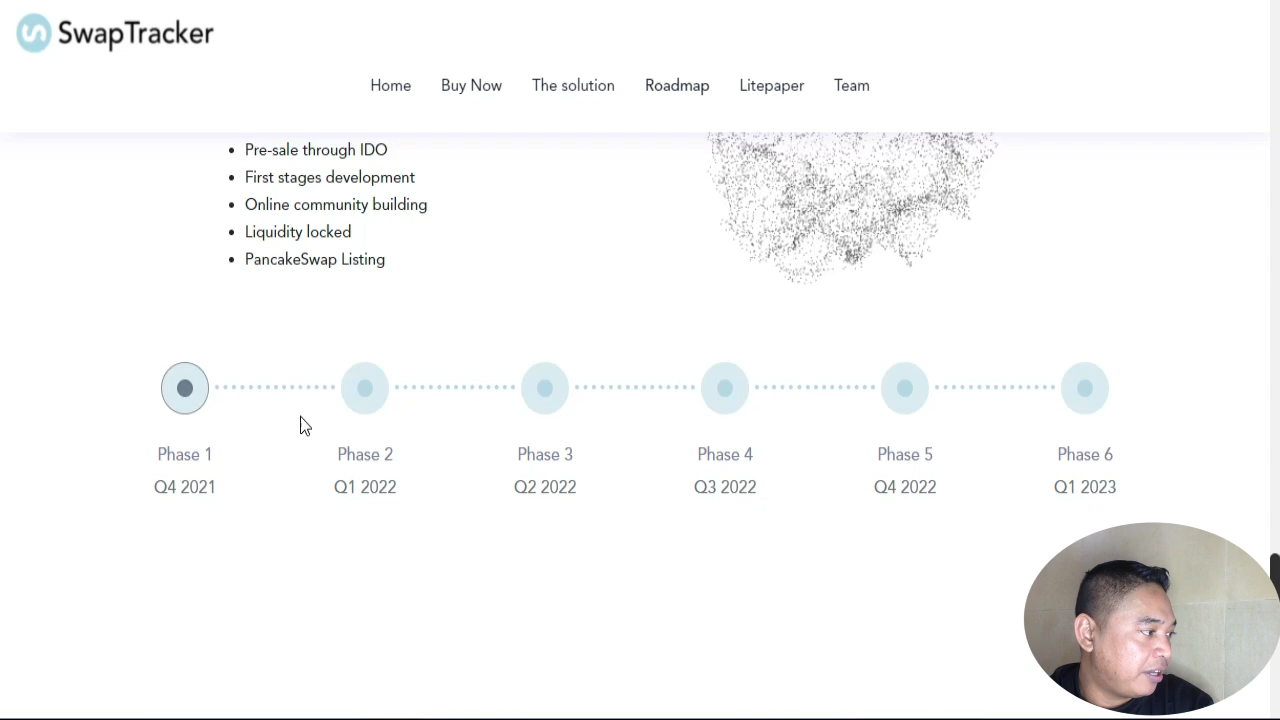 SwapTracker
Home Buy Now The solution Roadmap Litepaper Team
Pre-sale through IDO
First stages development
Online community building
Liquidity locked
PancakeSwap Listing
Phase 1 Phase 2 Phase 3 Phase 4 Phase 5 Phase 6
Q4 2021 Q1 2022 Q2 2022 Q3 2022 Q4 2022 Q1 2023